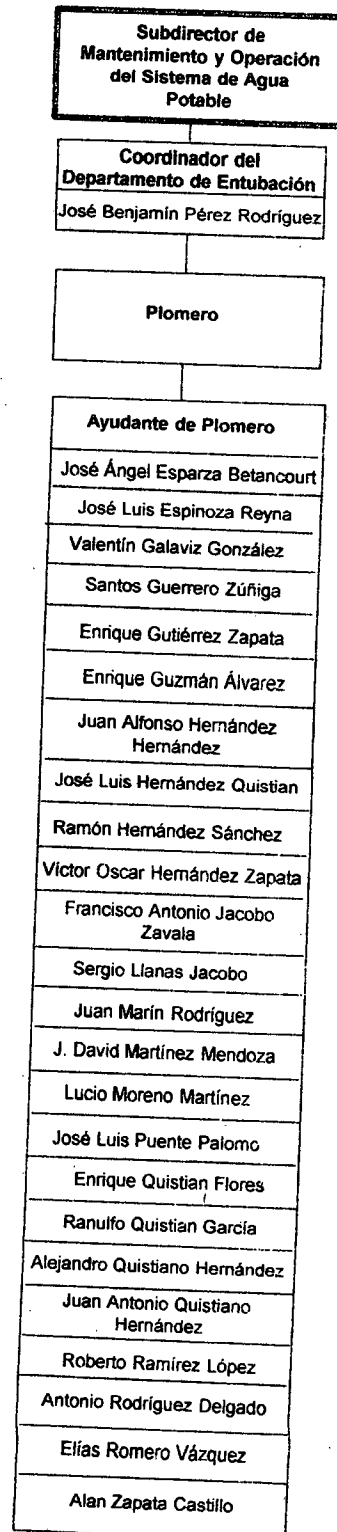 Subdirector de
Mantenimiento y Operación
del Sistema de Agua
Potable
Coordinador del
Departamento de Entubación
José Benjamín Pérez Rodríguez
Plomero
Ayudante de Plomero
José Ángel Esparza Betancourt
José Luis Espinoza Reyna
Valentín Galaviz González
Santos Guerrero Zúñiga
Enrique Gutiérrez Zapata
Enrique Guzmán Álvarez
Juan Alfonso Hernández
Hernández
José Luis Hernández Quistian
Ramón Hernández Sánchez
Víctor Oscar Hernández Zapata
Francisco Antonio Jacobo
Zavala
Sergio Llanas Jacobo
Juan Marín Rodríguez
J. David Martínez Mendoza
Lucio Moreno Martínez
José Luis Puente Palomo
Enrique Quistian Flores
Ranulfo Quistian García
Alejandro Quistiano Hernández
Juan Antonio Quistiano
Hernández
Roberto Ramírez López
Antonio Rodríguez Delgado
Elías Romero Vázquez
Alan Zapata Castillo